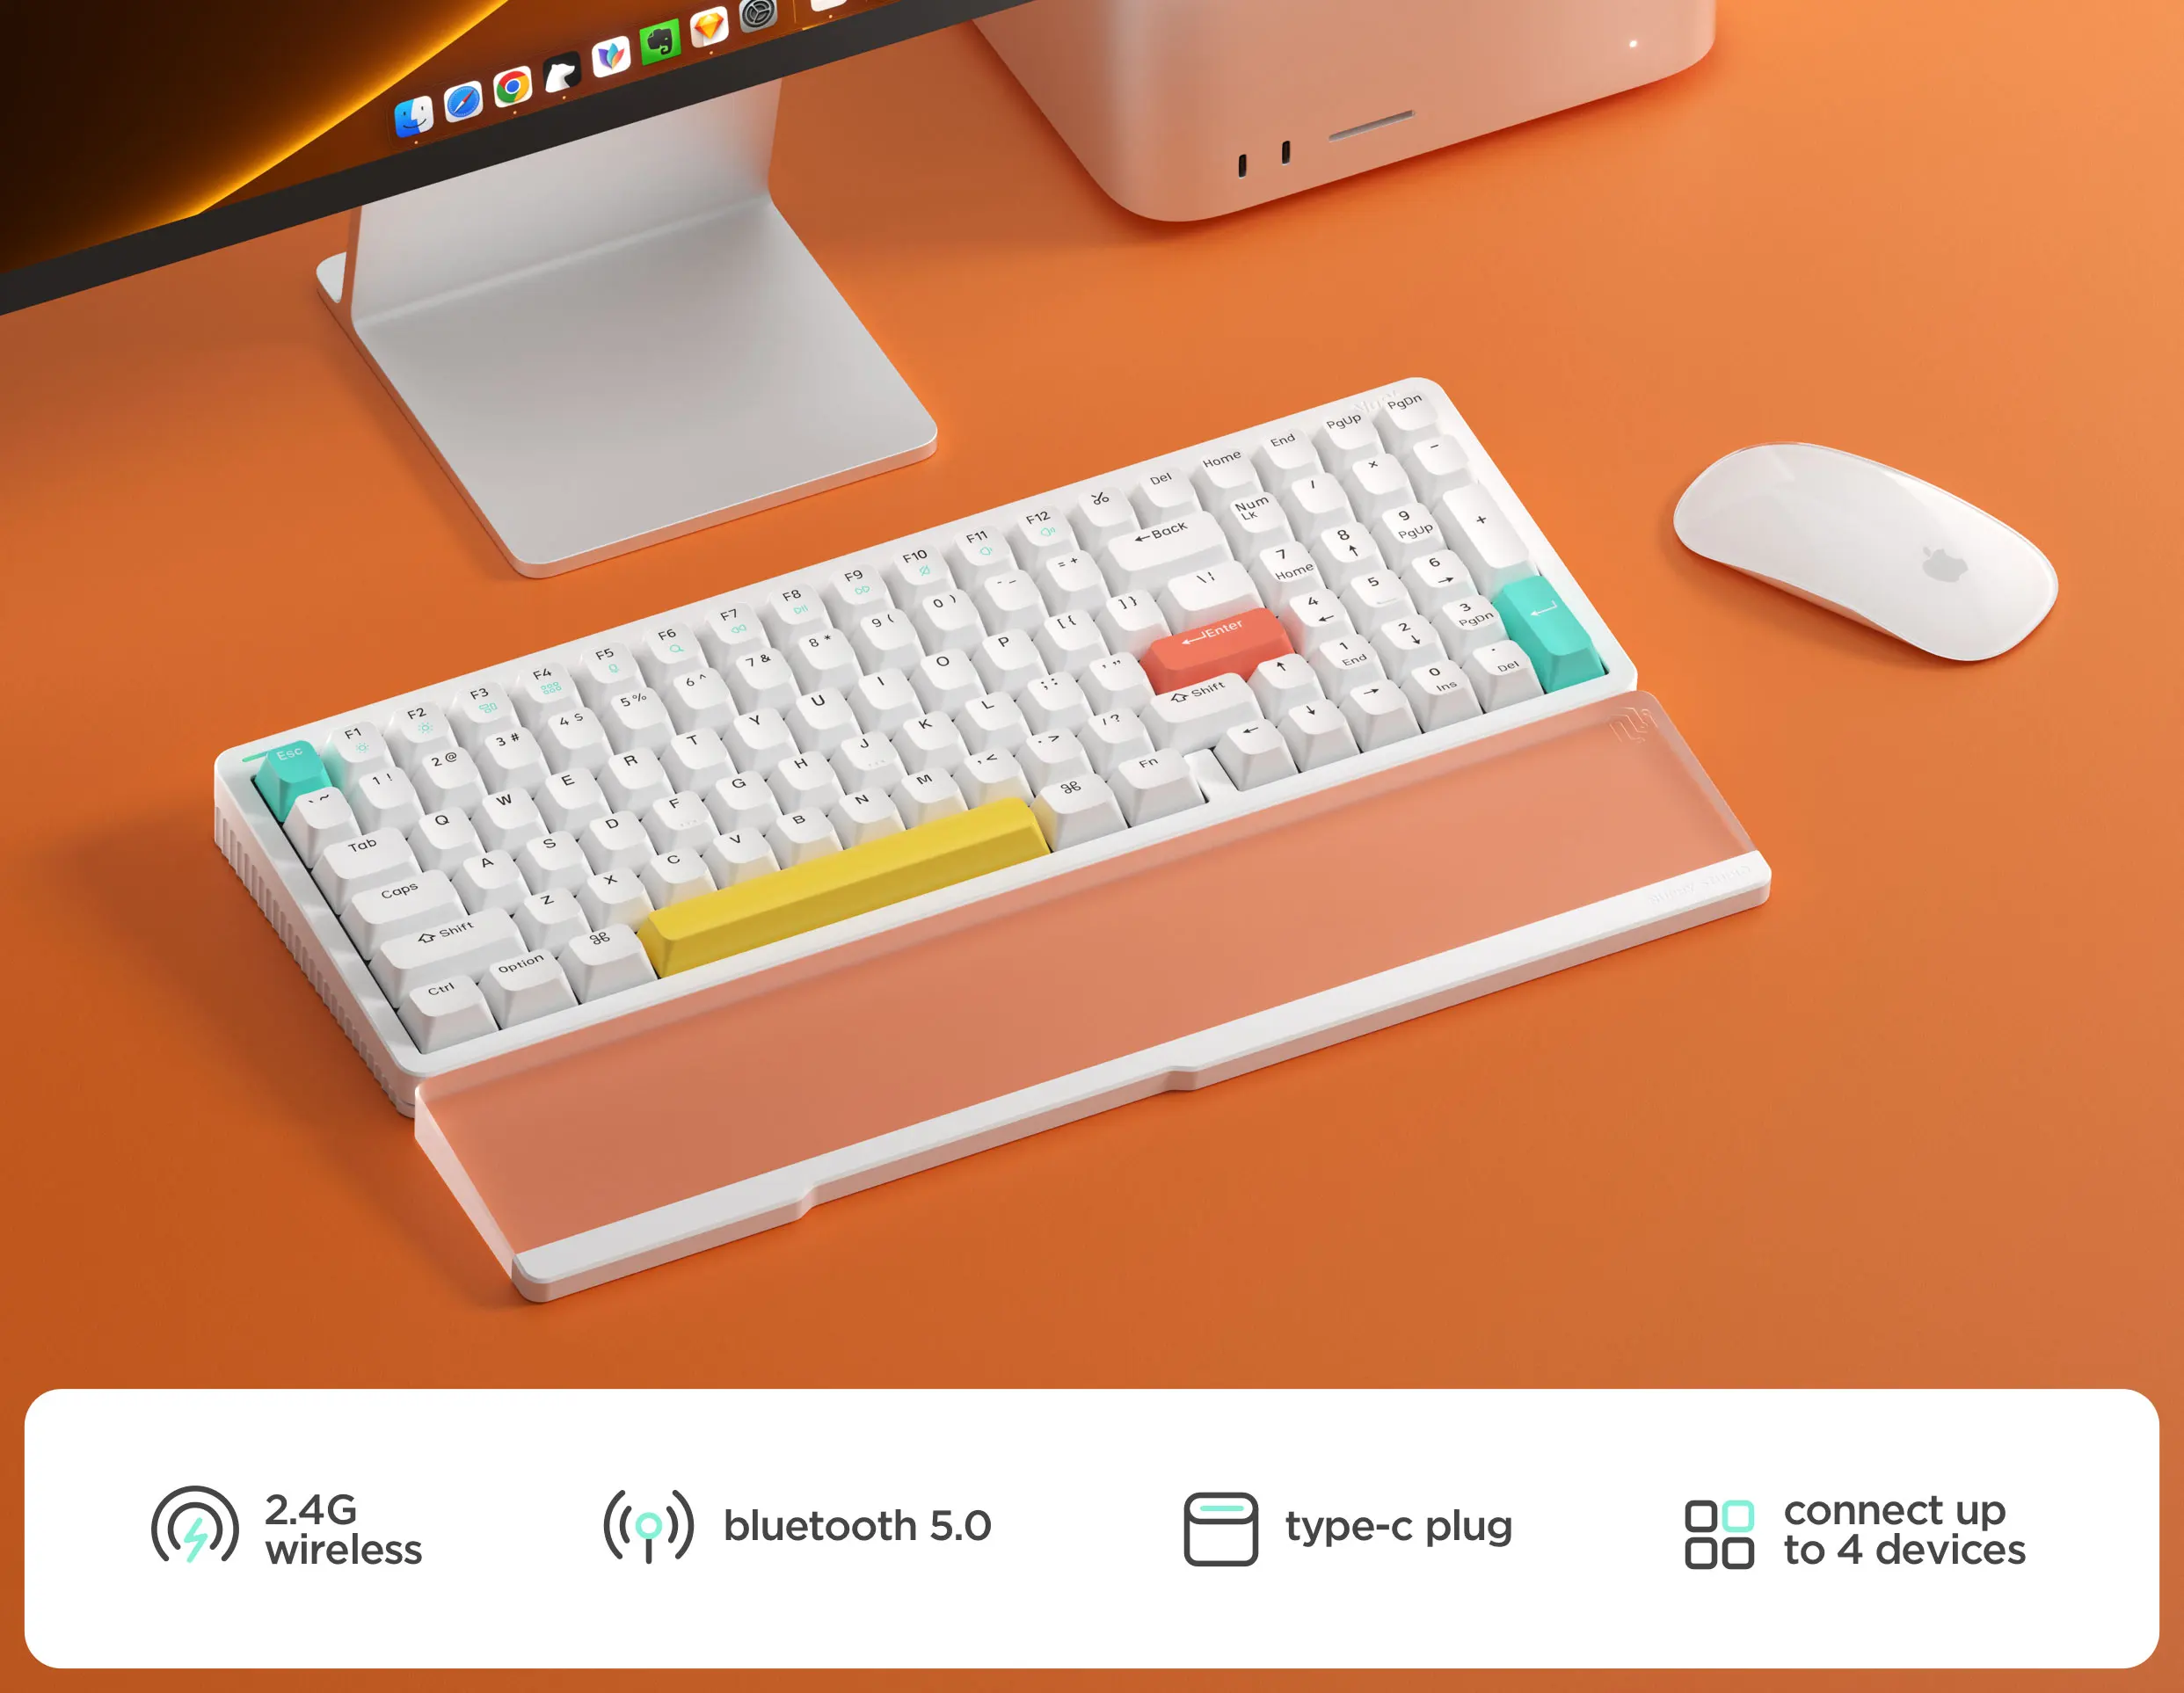 PgDn
PgUp
End
Home
Del
F12
F11
F10
F9
F8
F7
F6
F5
F4
F3
F2
F1
Esc
` ~
1 !
2 @
3 #
4 $
5 %
6 ^
7 &
8 *
9 (
0 )
- _
= +
←Back
Num
Lk
/
×
−
Tab
Q
W
E
R
T
Y
U
I
O
P
[ {
] }
\ |
7
Home
8
↑
9
PgUp
+
Caps
A
S
D
F
G
H
J
K
L
; :
' "
Enter
4
←
5
6
→
Shift
Z
X
C
V
B
N
M
, <
. >
/ ?
Shift
↑
1
End
2
↓
3
PgDn
Ctrl
Option
⌘
⌘
Fn
←
↓
→
0
Ins
.
Del
2.4G
wireless
bluetooth 5.0
type-c plug
connect up
to 4 devices